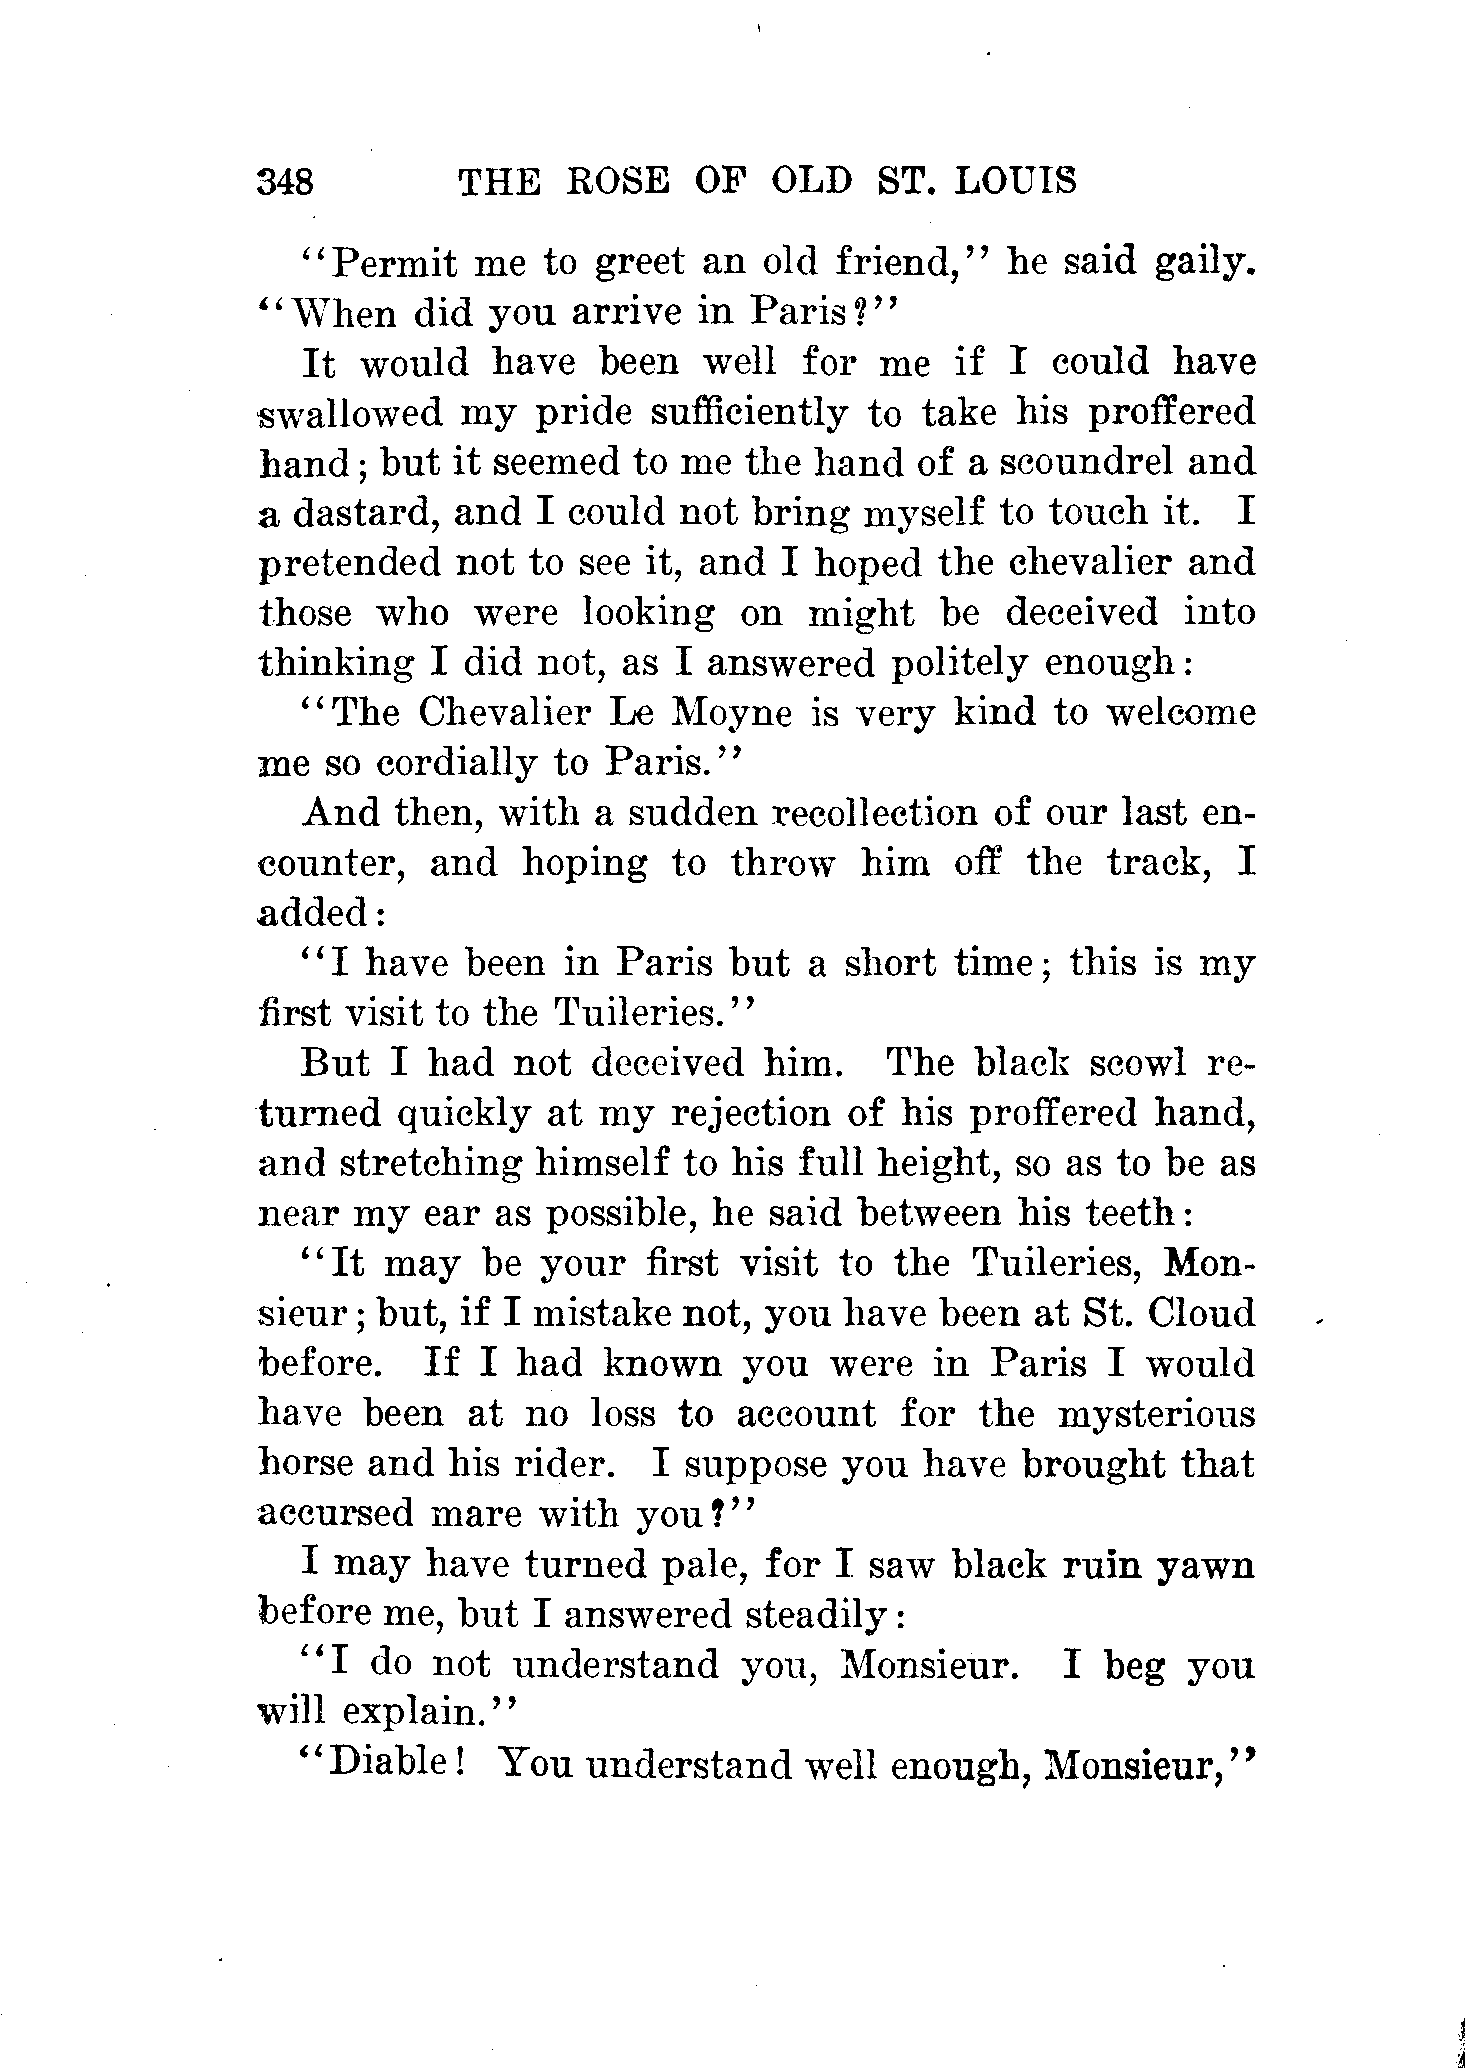 348 THE ROSE OF OLD ST. LOUIS
"Permit me to greet an old friend," he said gaily.
"When did you arrive in Paris?"
It would have been well for me if I could have
swallowed my pride sufficiently to take his proffered
hand; but it seemed to me the hand of a scoundrel and
a dastard, and I could not bring myself to touch it. I
pretended not to see it, and I hoped the chevalier and
those who were looking on might be deceived into
thinking I did not, as I answered politely enough:
"The Chevalier Le Moyne is very kind to welcome
me so cordially to Paris."
And then, with a sudden recollection of our last en-
counter, and hoping to throw him off the track, I
added:
"I have been in Paris but a short time; this is my
first visit to the Tuileries."
But I had not deceived him. The black scowl re-
turned quickly at my rejection of his proffered hand,
and stretching himself to his full height, so as to be as
near my ear as possible, he said between his teeth:
"It may be your first visit to the Tuileries, Mon-
sieur; but, if I mistake not, you have been at St. Cloud
before. If I had known you were in Paris I would
have been at no loss to account for the mysterious
horse and his rider. I suppose you have brought that
accursed mare with you?"
I may have turned pale, for I saw black ruin yawn
before me, but I answered steadily:
"I do not understand you, Monsieur. I beg you
will explain."
"Diable! You understand well enough, Monsieur,"